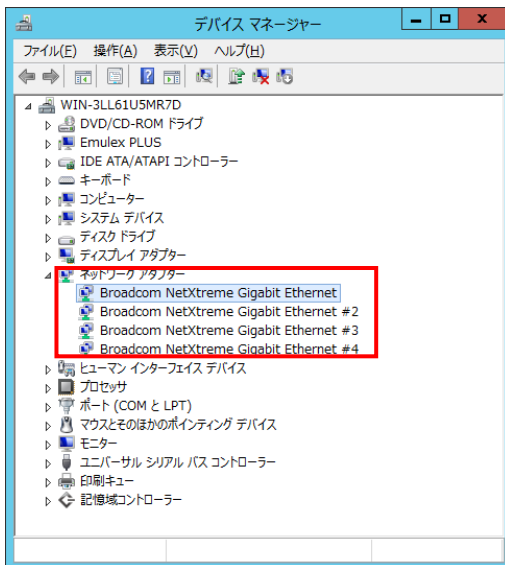 デバイス マネージャー
ファイル(F) 操作(A) 表示(V) ヘルプ(H)
WIN-3LL61U5MR7D
DVD/CD-ROM ドライブ
Emulex PLUS
IDE ATA/ATAPI コントローラー
キーボード
コンピューター
システム デバイス
ディスク ドライブ
ディスプレイ アダプター
ネットワーク アダプター
Broadcom NetXtreme Gigabit Ethernet
Broadcom NetXtreme Gigabit Ethernet #2
Broadcom NetXtreme Gigabit Ethernet #3
Broadcom NetXtreme Gigabit Ethernet #4
ヒューマン インターフェイス デバイス
プロセッサ
ポート (COM と LPT)
マウスとそのほかのポインティング デバイス
モニター
ユニバーサル シリアル バス コントローラー
印刷キュー
記憶域コントローラー